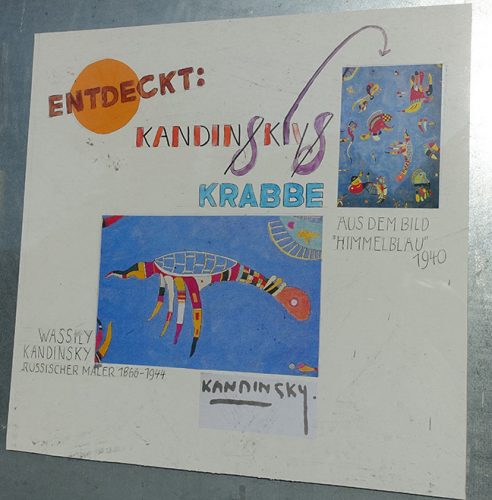 ENTDECKT:
KANDINSKYS
KRABBE
AUS DEM BILD
"HIMMELBLAU"
1940
WASSILY
KANDINSKY
RUSSISCHER MALER 1866-1944
KANDINSKY.